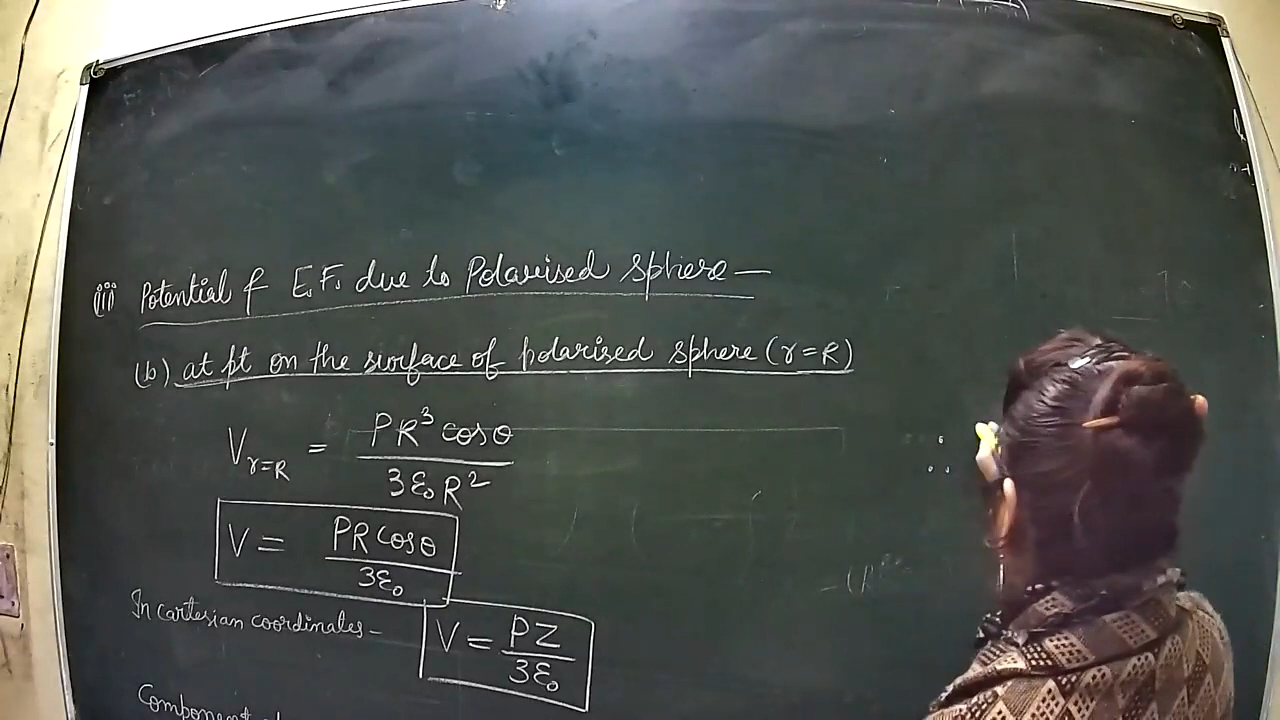 (iii) Potential & E.F. due to Polarised Sphere —
(b) at pt on the surface of polarised sphere (r=R)
V_{r=R} = PR³ cosθ / 3ε₀R²
V = PR cosθ / 3ε₀
In cartesian coordinates - V = PZ / 3ε₀
Component